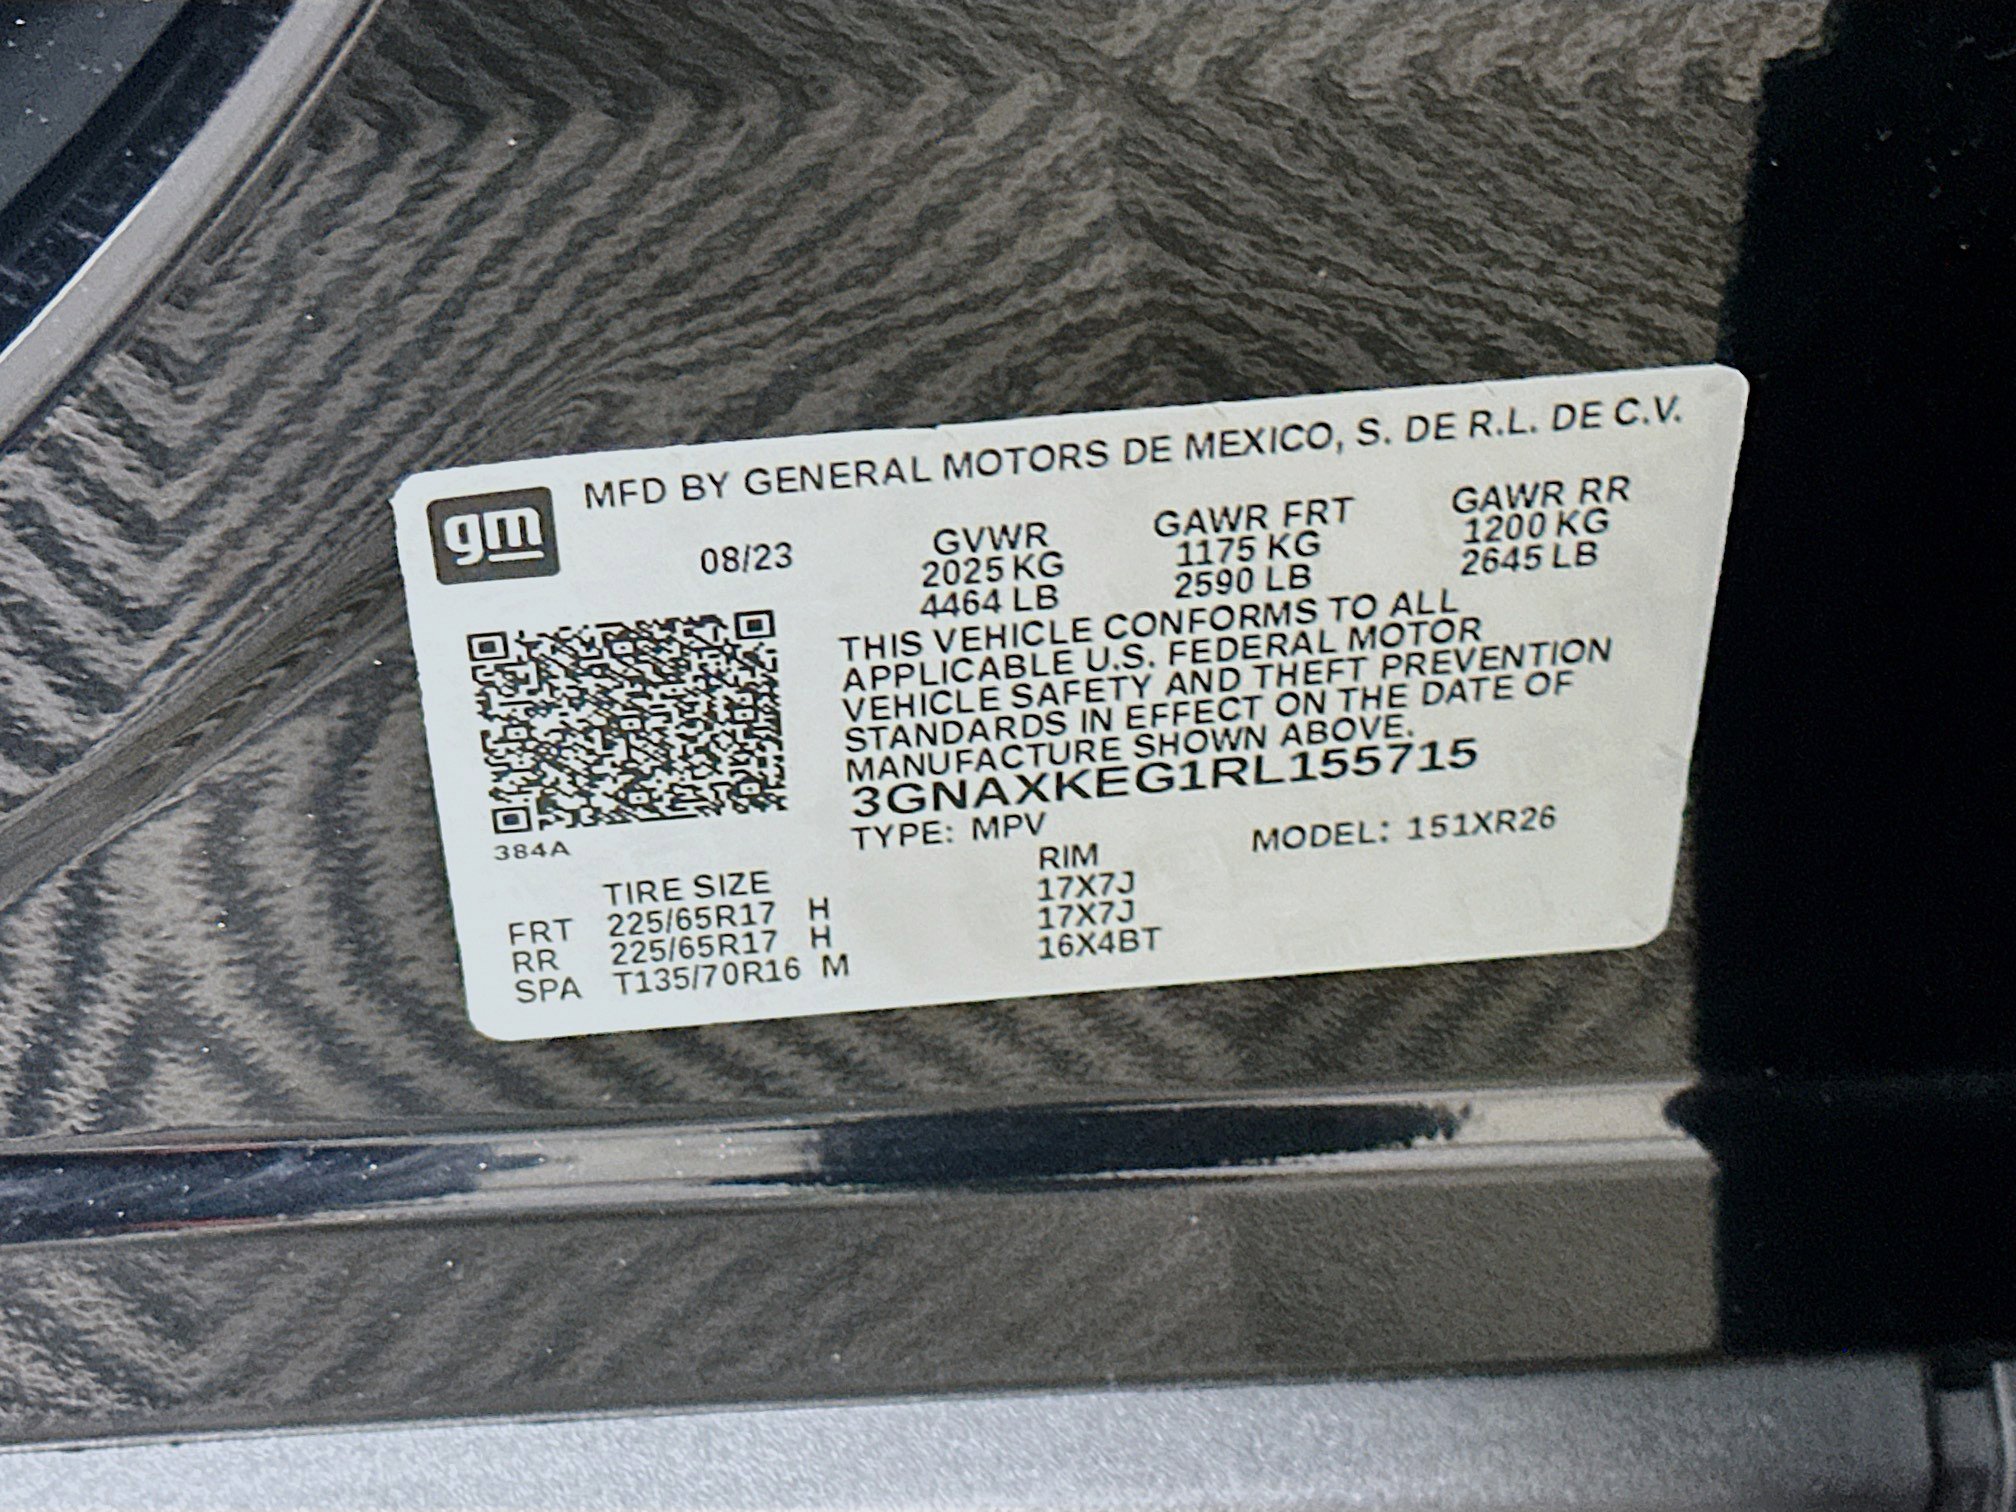 MFD BY GENERAL MOTORS DE MEXICO, S. DE R.L. DE C.V.
gm
08/23
GVWR
2025 KG
4464 LB
GAWR FRT
1175 KG
2590 LB
GAWR RR
1200 KG
2645 LB
THIS VEHICLE CONFORMS TO ALL
APPLICABLE U.S. FEDERAL MOTOR
VEHICLE SAFETY AND THEFT PREVENTION
STANDARDS IN EFFECT ON THE DATE OF
MANUFACTURE SHOWN ABOVE.
3GNAXKEG1RL155715
TYPE: MPV MODEL: 151XR26
384A
TIRE SIZE RIM
FRT 225/65R17 H 17X7J
RR 225/65R17 H 17X7J
SPA T135/70R16 M 16X4BT